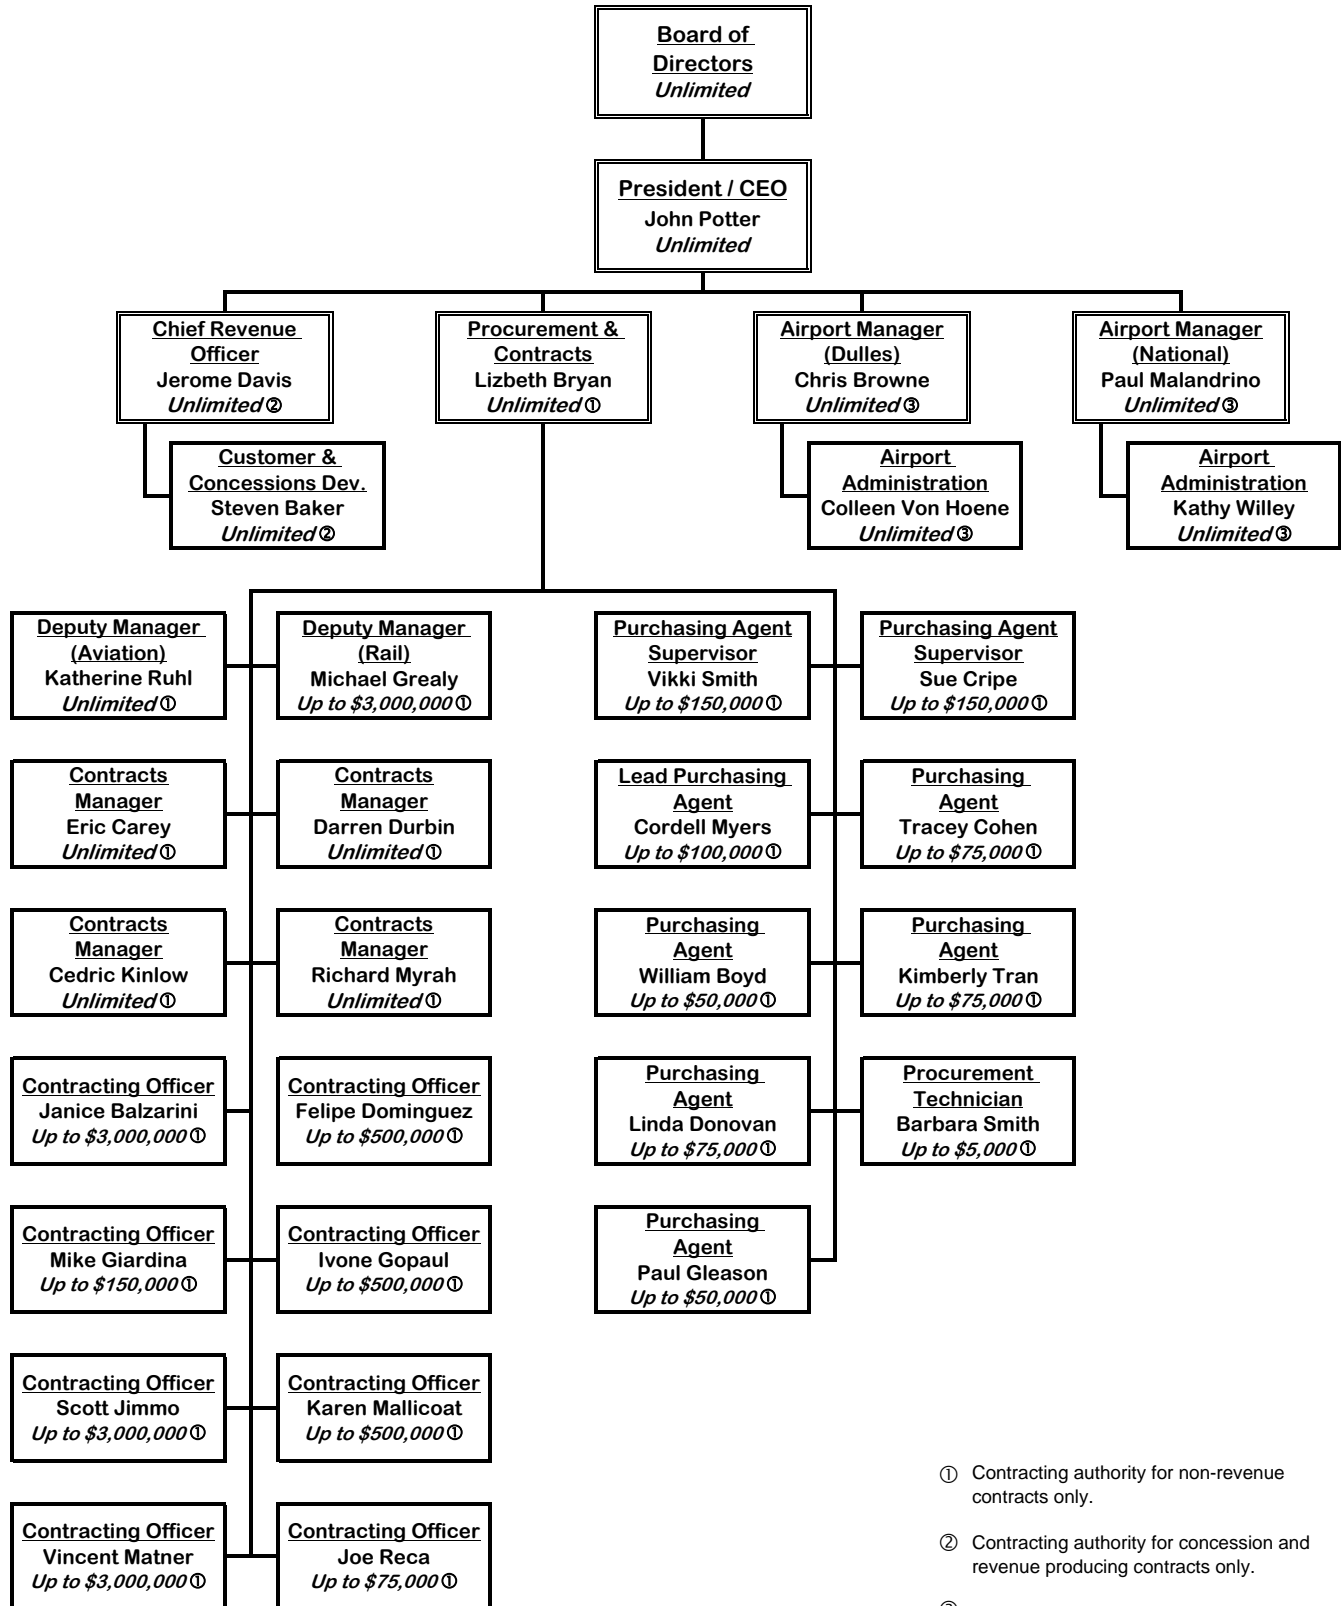 Board of
Directors
Unlimited
President / CEO
John Potter
Unlimited
Chief Revenue
Officer
Jerome Davis
Unlimited ②
Procurement &
Contracts
Lizbeth Bryan
Unlimited ①
Airport Manager
(Dulles)
Chris Browne
Unlimited ③
Airport Manager
(National)
Paul Malandrino
Unlimited ③
Customer &
Concessions Dev.
Steven Baker
Unlimited ②
Airport
Administration
Colleen Von Hoene
Unlimited ③
Airport
Administration
Kathy Willey
Unlimited ③
Deputy Manager
(Aviation)
Katherine Ruhl
Unlimited ①
Deputy Manager
(Rail)
Michael Grealy
Up to $3,000,000 ①
Purchasing Agent
Supervisor
Vikki Smith
Up to $150,000 ①
Purchasing Agent
Supervisor
Sue Cripe
Up to $150,000 ①
Contracts
Manager
Eric Carey
Unlimited ①
Contracts
Manager
Darren Durbin
Unlimited ①
Lead Purchasing
Agent
Cordell Myers
Up to $100,000 ①
Purchasing
Agent
Tracey Cohen
Up to $75,000 ①
Contracts
Manager
Cedric Kinlow
Unlimited ①
Contracts
Manager
Richard Myrah
Unlimited ①
Purchasing
Agent
William Boyd
Up to $50,000 ①
Purchasing
Agent
Kimberly Tran
Up to $75,000 ①
Contracting Officer
Janice Balzarini
Up to $3,000,000 ①
Contracting Officer
Felipe Dominguez
Up to $500,000 ①
Purchasing
Agent
Linda Donovan
Up to $75,000 ①
Procurement
Technician
Barbara Smith
Up to $5,000 ①
Contracting Officer
Mike Giardina
Up to $150,000 ①
Contracting Officer
Ivone Gopaul
Up to $500,000 ①
Purchasing
Agent
Paul Gleason
Up to $50,000 ①
Contracting Officer
Scott Jimmo
Up to $3,000,000 ①
Contracting Officer
Karen Mallicoat
Up to $500,000 ①
Contracting Officer
Vincent Matner
Up to $3,000,000 ①
Contracting Officer
Joe Reca
Up to $75,000 ①
① Contracting authority for non-revenue
contracts only.
② Contracting authority for concession and
revenue producing contracts only.